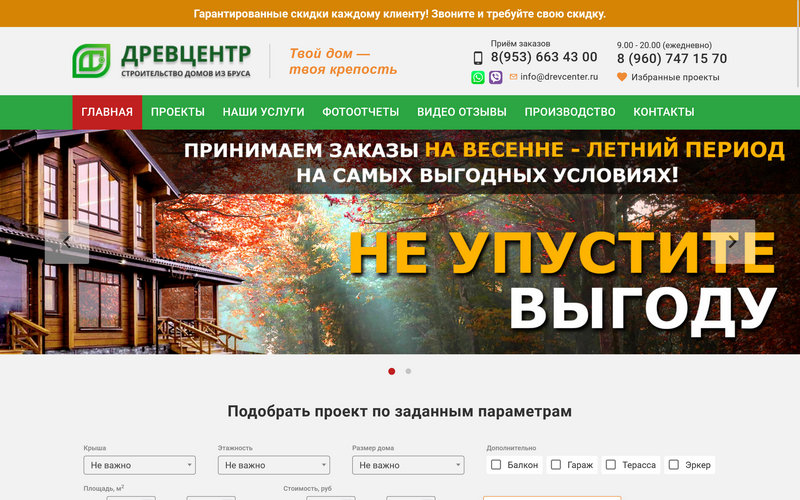 Гарантированные скидки каждому клиенту! Звоните и требуйте свою скидку.
ДРЕВЦЕНТР
СТРОИТЕЛЬСТВО ДОМОВ ИЗ БРУСА
Твой дом —
твоя крепость
Приём заказов
8(953) 663 43 00
info@drevcenter.ru
9.00 - 20.00 (ежедневно)
8 (960) 747 15 70
Избранные проекты
ГЛАВНАЯ ПРОЕКТЫ НАШИ УСЛУГИ ФОТООТЧЕТЫ ВИДЕО ОТЗЫВЫ ПРОИЗВОДСТВО КОНТАКТЫ
ПРИНИМАЕМ ЗАКАЗЫ НА ВЕСЕННЕ - ЛЕТНИЙ ПЕРИОД
НА САМЫХ ВЫГОДНЫХ УСЛОВИЯХ!
НЕ УПУСТИТЕ
ВЫГОДУ
Подобрать проект по заданным параметрам
Крыша Этажность Размер дома Дополнительно
Не важно Не важно Не важно Балкон Гараж Терасса Эркер
Площадь, м² Стоимость, руб